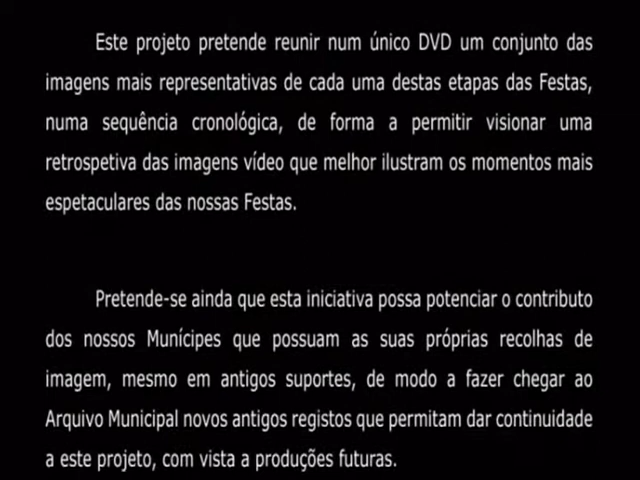 Este projeto pretende reunir num único DVD um conjunto das
imagens mais representativas de cada uma destas etapas das Festas,
numa sequência cronológica, de forma a permitir visionar uma
retrospetiva das imagens vídeo que melhor ilustram os momentos mais
espetaculares das nossas Festas.
Pretende-se ainda que esta iniciativa possa potenciar o contributo
dos nossos Munícipes que possuam as suas próprias recolhas de
imagem, mesmo em antigos suportes, de modo a fazer chegar ao
Arquivo Municipal novos antigos registos que permitam dar continuidade
a este projeto, com vista a produções futuras.